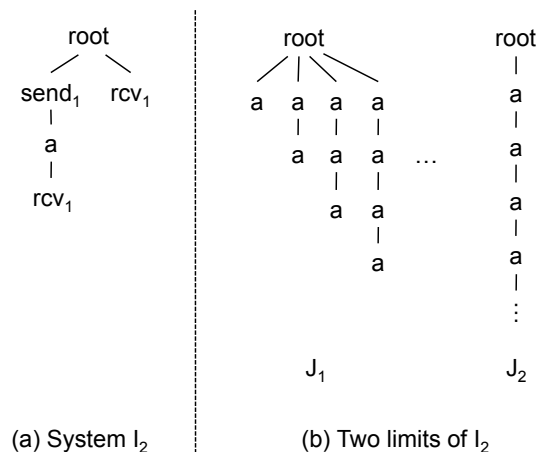 root root root
send₁ rcv₁ a a a a a
a a a a … a
rcv₁ a a a
a a
⋮
J₁ J₂
(a) System I₂ (b) Two limits of I₂